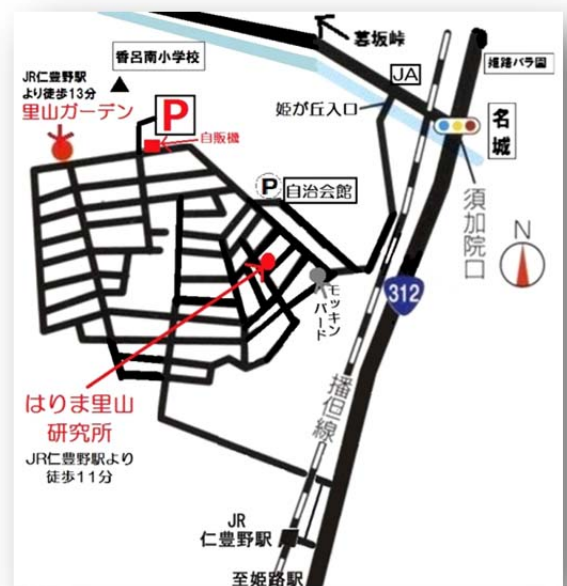 暮坂峠
香呂南小学校
JA
姫路バラ園
JR仁豊野駅
より徒歩13分
里山ガーデン
P
自販機
姫が丘入口
名城
P
自治会館
須加院口
N
モッキン
バード
312
はりま里山
研究所
JR仁豊野駅より
徒歩11分
播但線
JR
仁豊野駅
至姫路駅